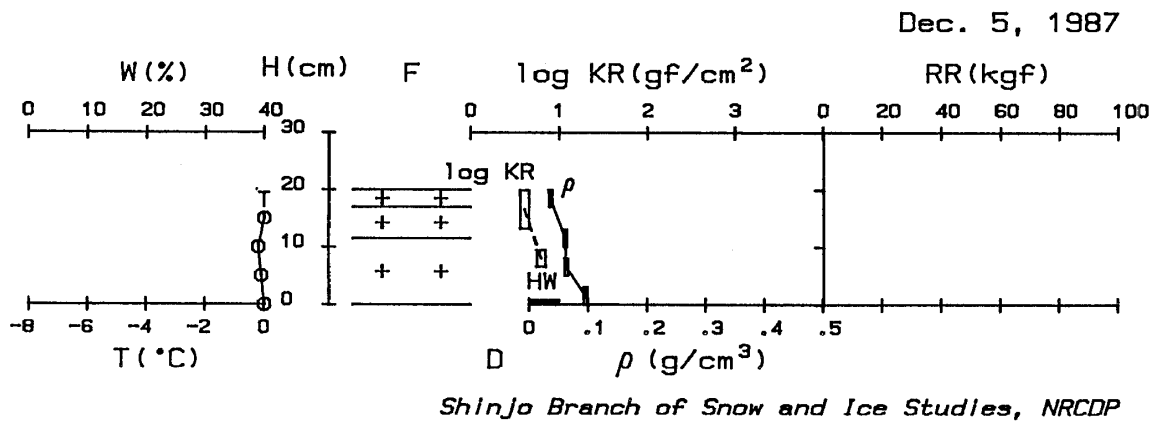 Dec. 5, 1987
W(%) H(cm) F log KR(gf/cm²) RR(kgf)
0 10 20 30 40 0 1 2 3 0 20 40 60 80 100
30
log KR ρ
T 20
10
HW
0
-8 -6 -4 -2 0 0 .1 .2 .3 .4 .5
T(°C) D ρ (g/cm³)
Shinjo Branch of Snow and Ice Studies, NRCDP